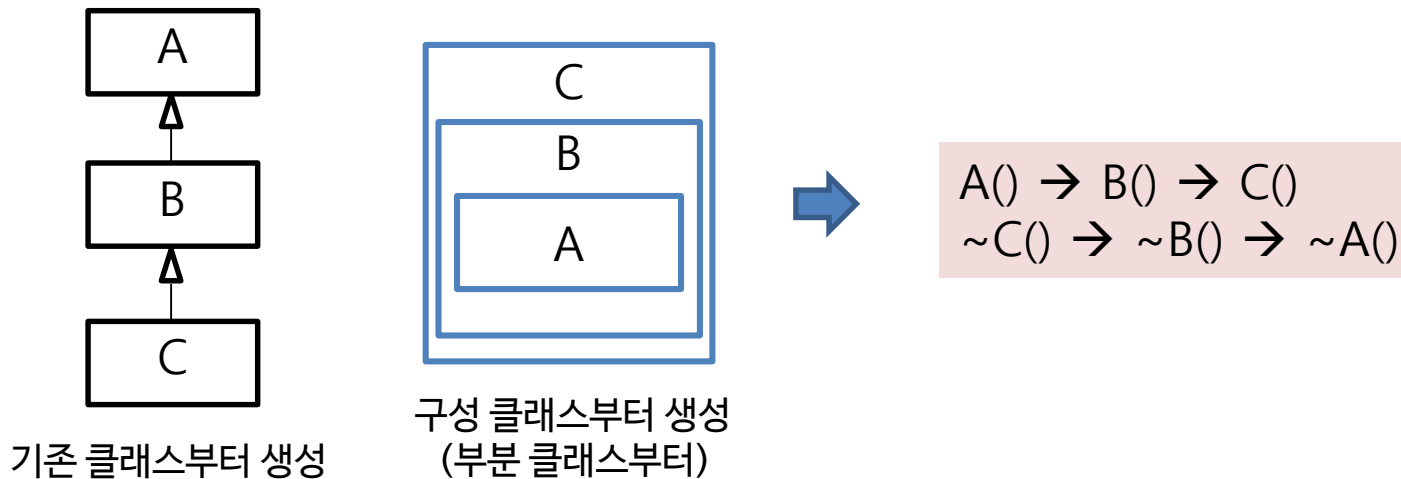 A
B
C
기존 클래스부터 생성
C
B
A
구성 클래스부터 생성
(부분 클래스부터)
A() → B() → C()
~C() → ~B() → ~A()